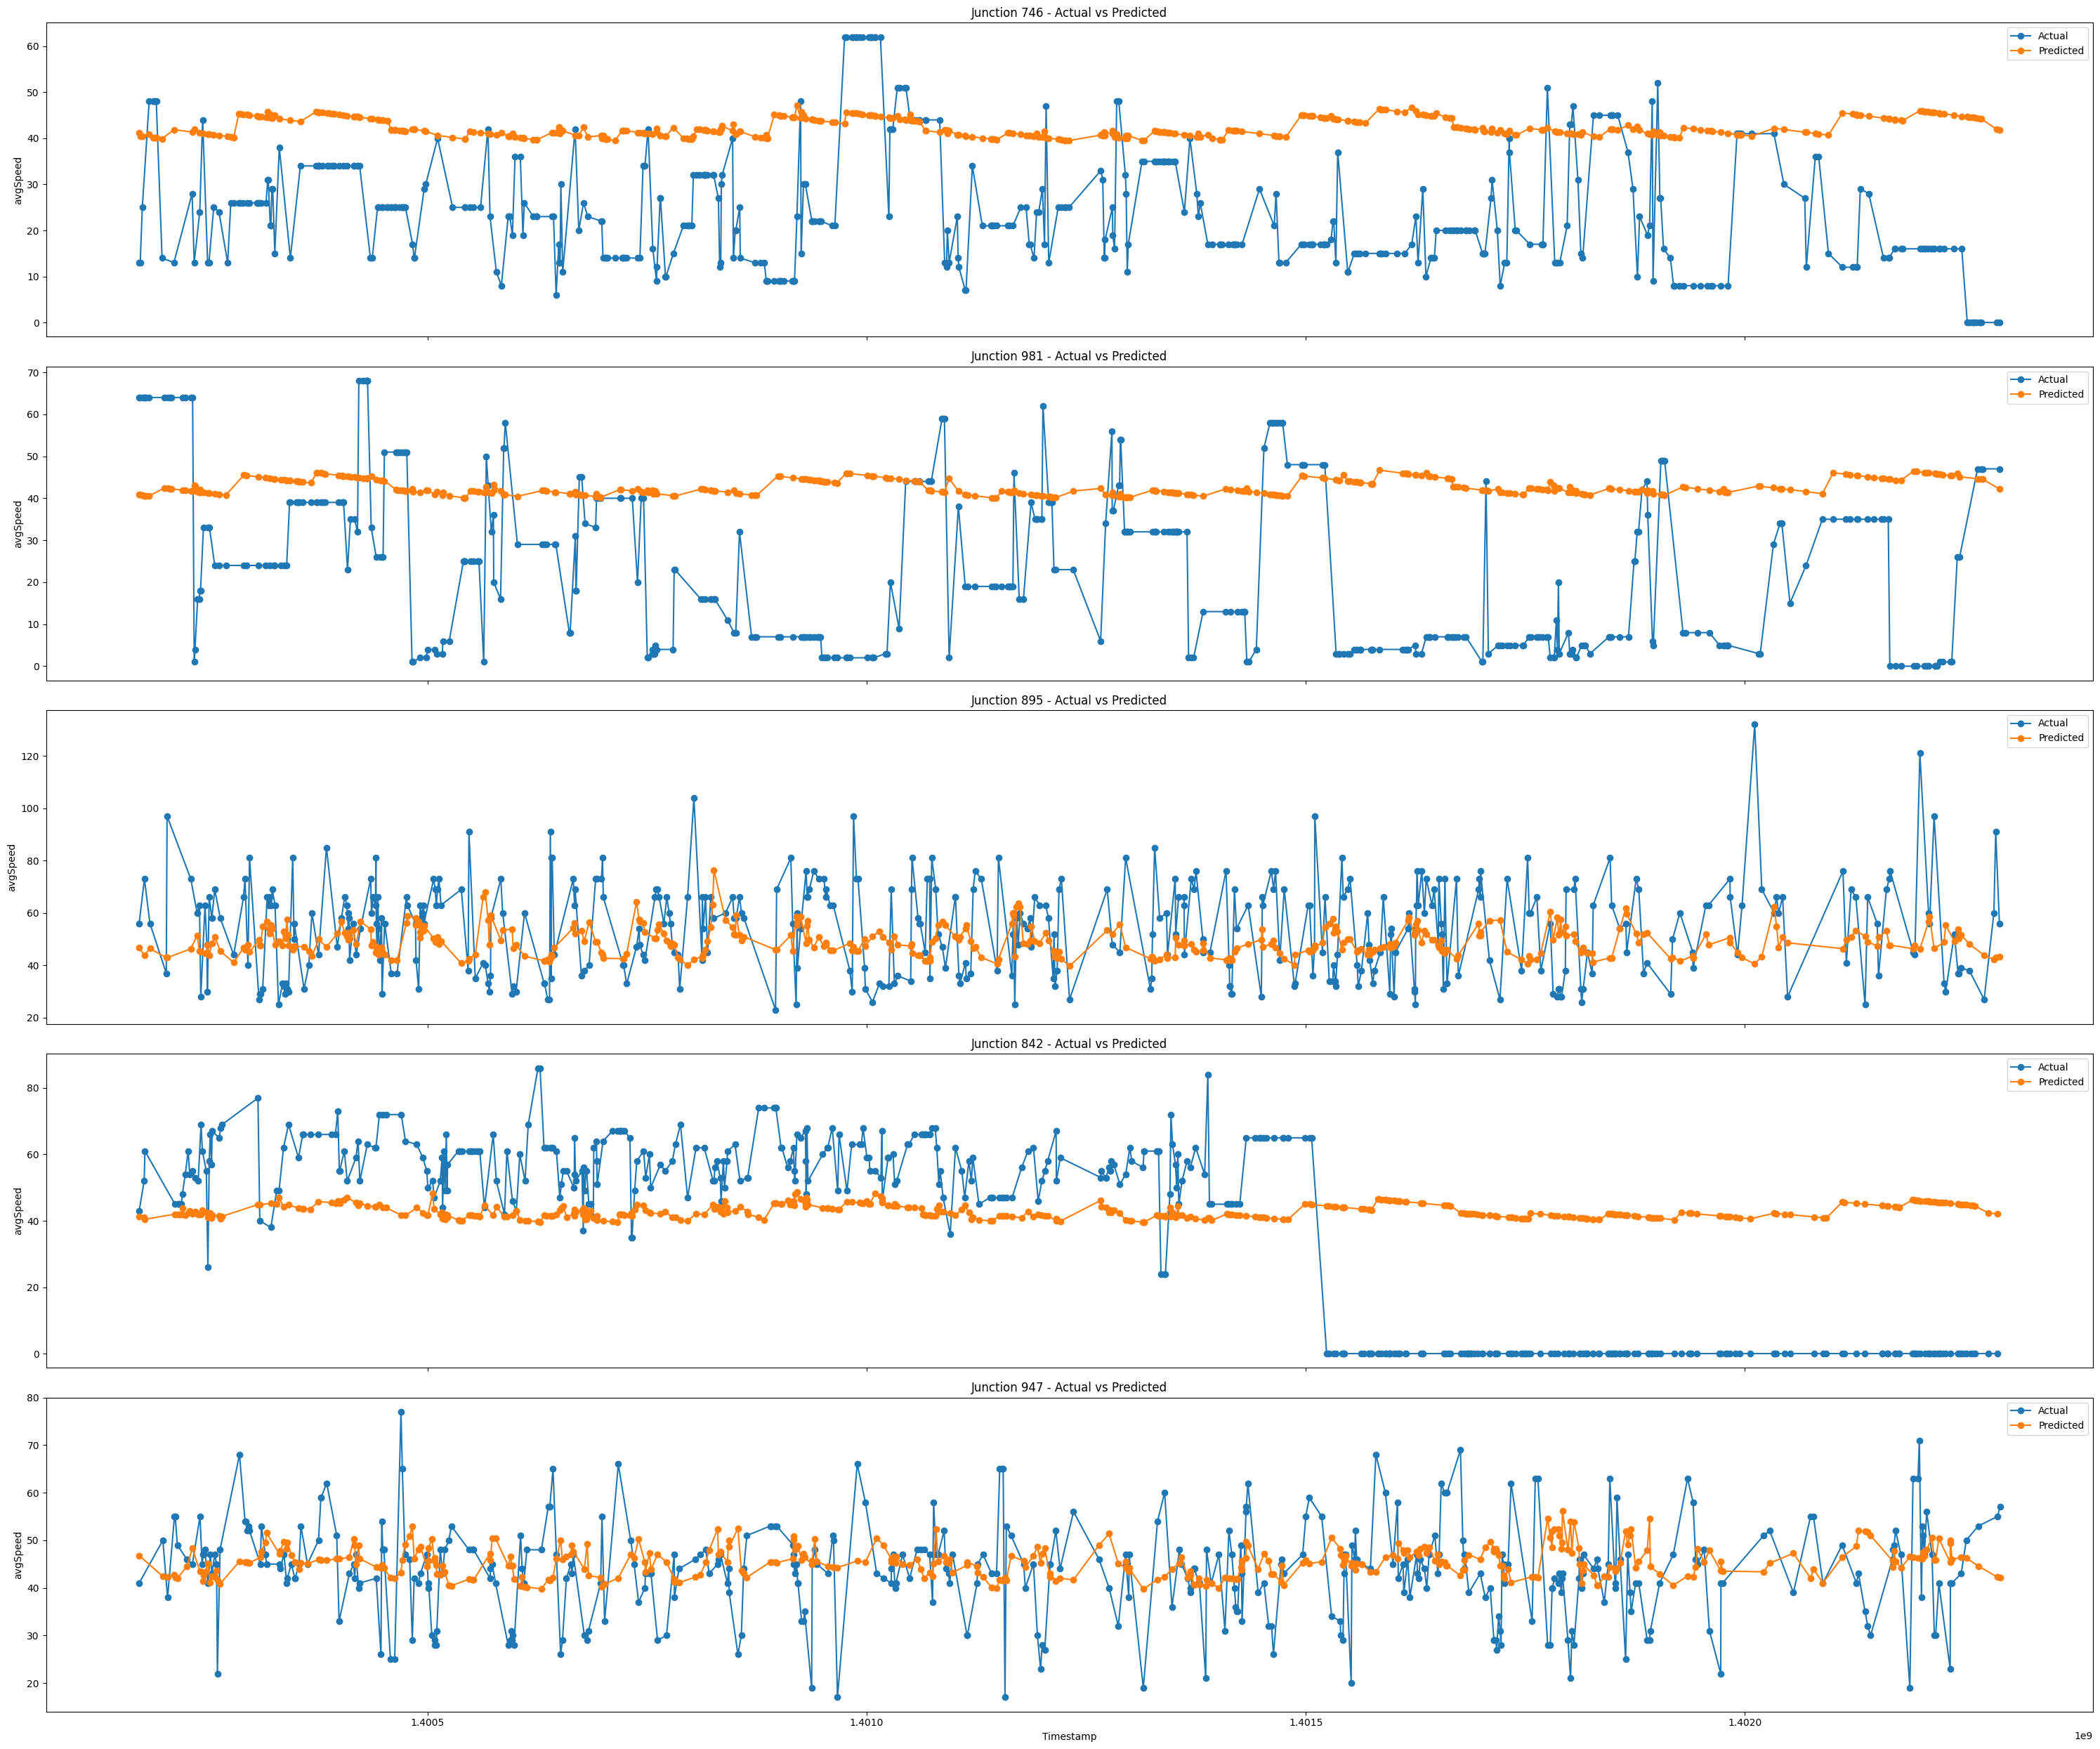 Junction 746 - Actual vs Predicted
Actual
Predicted
avgSpeed
60
50
40
30
20
10
0
Junction 981 - Actual vs Predicted
Actual
Predicted
avgSpeed
70
60
50
40
30
20
10
0
Junction 895 - Actual vs Predicted
Actual
Predicted
avgSpeed
120
100
80
60
40
20
Junction 842 - Actual vs Predicted
Actual
Predicted
avgSpeed
80
60
40
20
0
Junction 947 - Actual vs Predicted
Actual
Predicted
avgSpeed
80
70
60
50
40
30
20
1.4005
1.4010
1.4015
1.4020
Timestamp
1e9